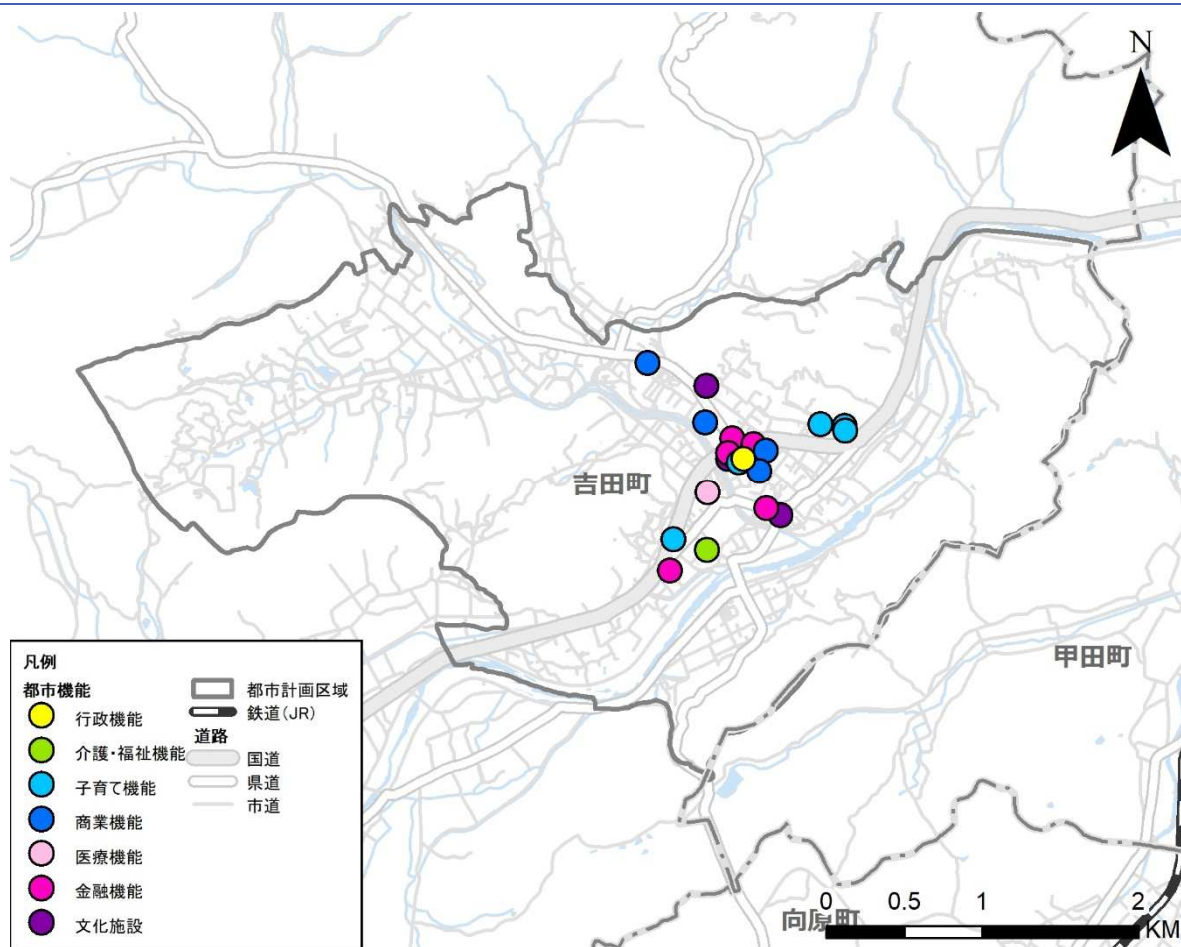 N
吉田町
甲田町
向原町
凡例
都市機能
行政機能
介護・福祉機能
子育て機能
商業機能
医療機能
金融機能
文化施設
都市計画区域
鉄道(JR)
道路
国道
県道
市道
0 0.5 1 2
KM